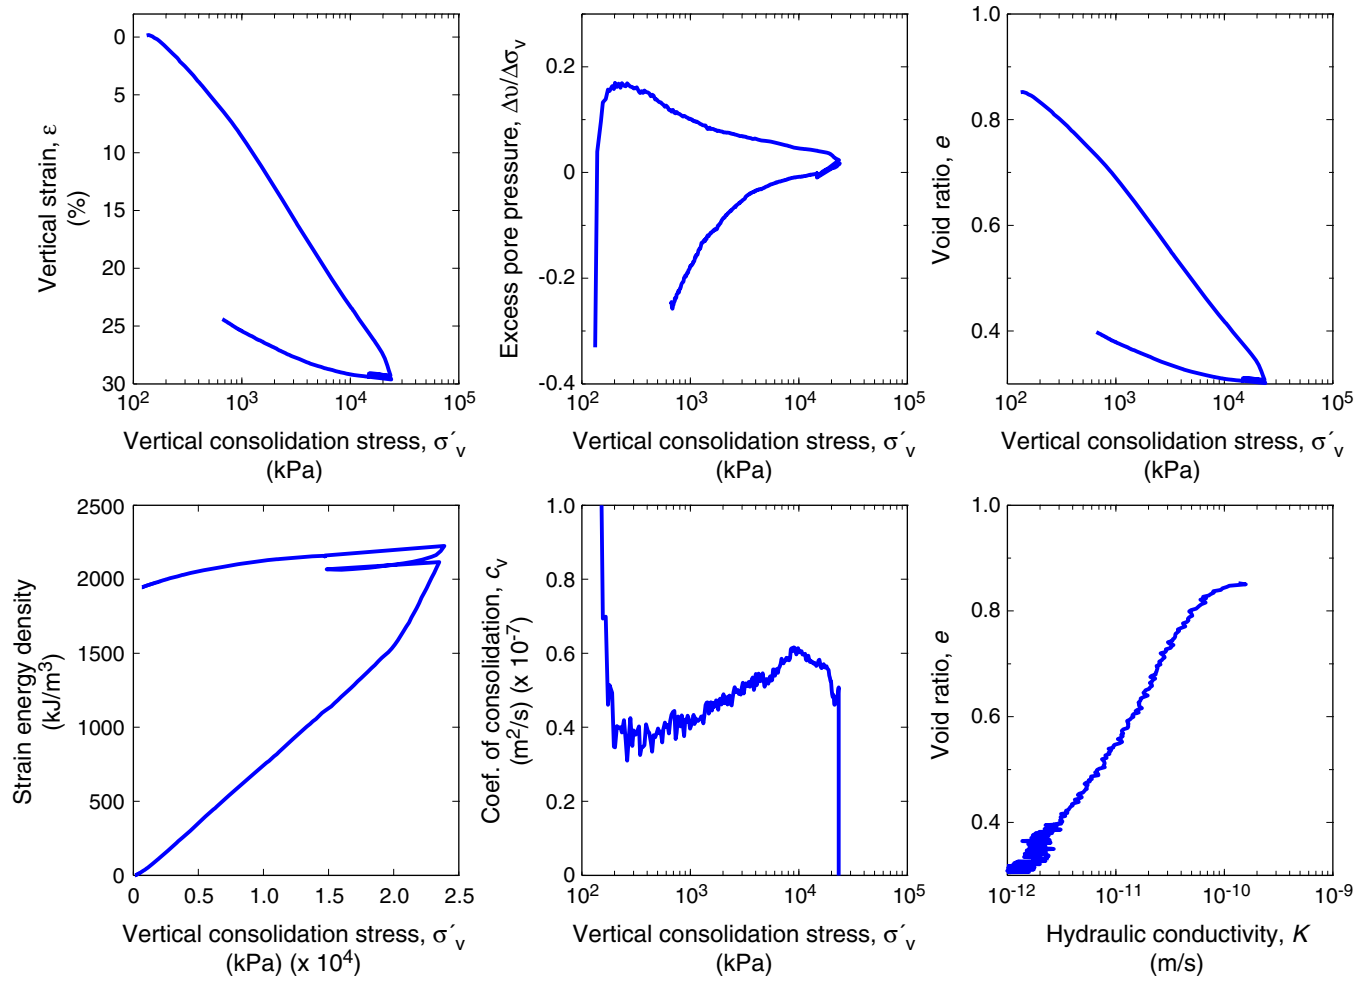 0
5
10
15
20
25
30
Vertical strain, ε
(%)
10² 10³ 10⁴ 10⁵
Vertical consolidation stress, σ´ᵥ
(kPa)
0.2
0
-0.2
-0.4
Excess pore pressure, Δυ/Δσᵥ
10² 10³ 10⁴ 10⁵
Vertical consolidation stress, σ´ᵥ
(kPa)
1.0
0.8
0.6
0.4
Void ratio, e
10² 10³ 10⁴ 10⁵
Vertical consolidation stress, σ´ᵥ
(kPa)
2500
2000
1500
1000
500
0
Strain energy density
(kJ/m³)
0 0.5 1.0 1.5 2.0 2.5
Vertical consolidation stress, σ´ᵥ
(kPa) (x 10⁴)
1.0
0.8
0.6
0.4
0.2
0
Coef. of consolidation, cᵥ
(m²/s) (x 10⁻⁷)
10² 10³ 10⁴ 10⁵
Vertical consolidation stress, σ´ᵥ
(kPa)
1.0
0.8
0.6
0.4
Void ratio, e
10⁻¹² 10⁻¹¹ 10⁻¹⁰ 10⁻⁹
Hydraulic conductivity, K
(m/s)